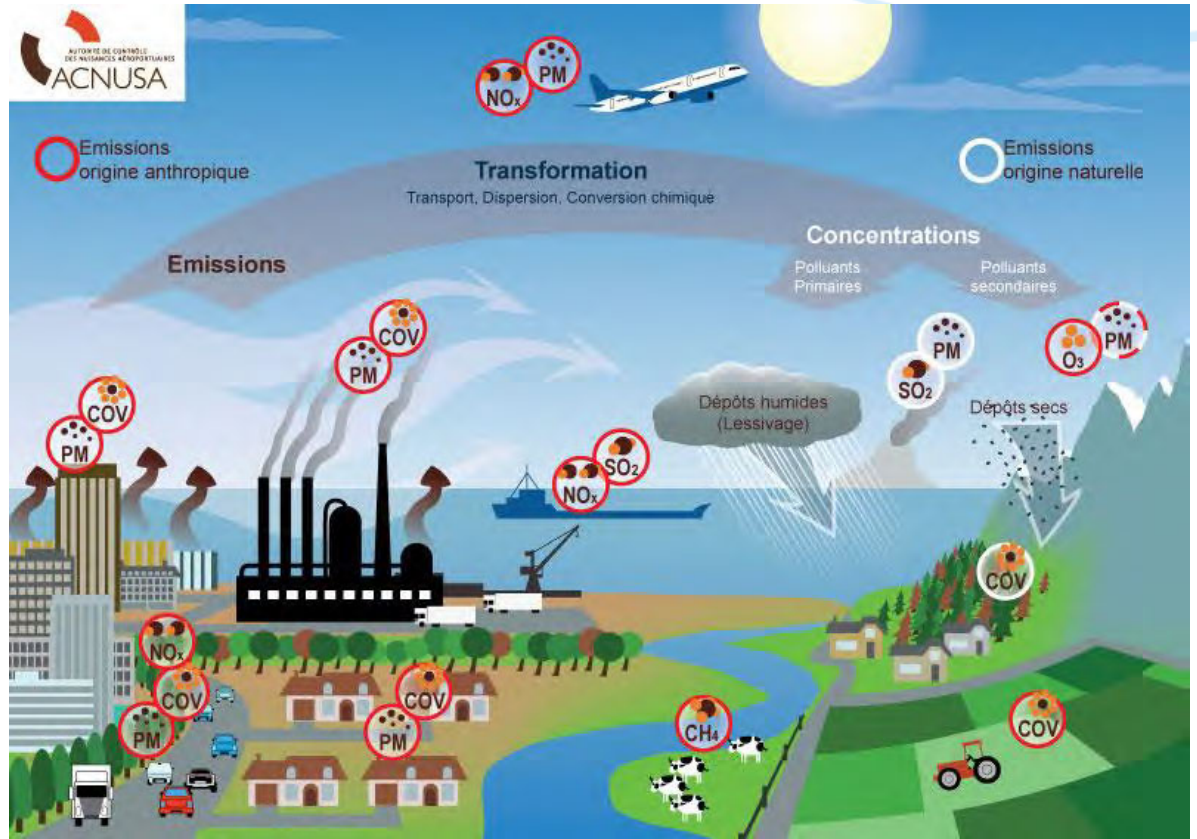 AUTORITÉ DE CONTRÔLE
DES NUISANCES AÉROPORTUAIRES
ACNUSA
NOx
PM
Emissions
origine anthropique
Emissions
origine naturelle
Transformation
Transport, Dispersion, Conversion chimique
Emissions
Concentrations
Polluants
Primaires
Polluants
secondaires
COV
PM
PM
SO2
O3
PM
COV
PM
Dépôts humides
(Lessivage)
Dépôts secs
SO2
NOx
COV
NOx
COV
PM
COV
PM
CH4
COV